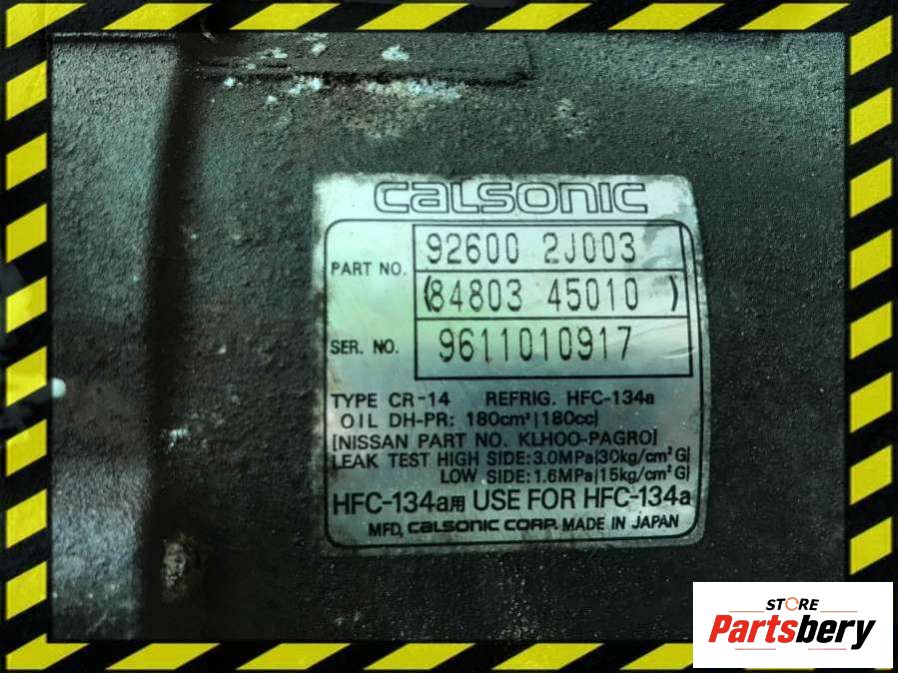 CALSONIC
PART NO. 92600 2J003
(84803 45010)
SER. NO. 9611010917
TYPE CR-14 REFRIG. HFC-134a
OIL DH-PR: 180cm³(180cc)
[NISSAN PART NO. KLH00-PAGR0]
LEAK TEST HIGH SIDE: 3.0MPa(30kg/cm²G)
LOW SIDE: 1.6MPa(15kg/cm²G)
HFC-134a用 USE FOR HFC-134a
MFD. CALSONIC CORP. MADE IN JAPAN
STORE
Partsbery